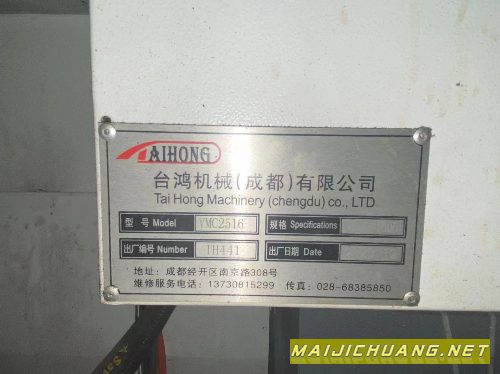 TAIHONG
台鸿机械(成都)有限公司
Tai Hong Machinery (chengdu) co., LTD
型 号 Model YMC2516 规格 Specifications
出厂编号 Number TH441 出厂日期 Date
地址: 成都经开区南京路308号
维修服务电话: 13730815299 传真: 028-68385850
MAIJICHUANG.NET